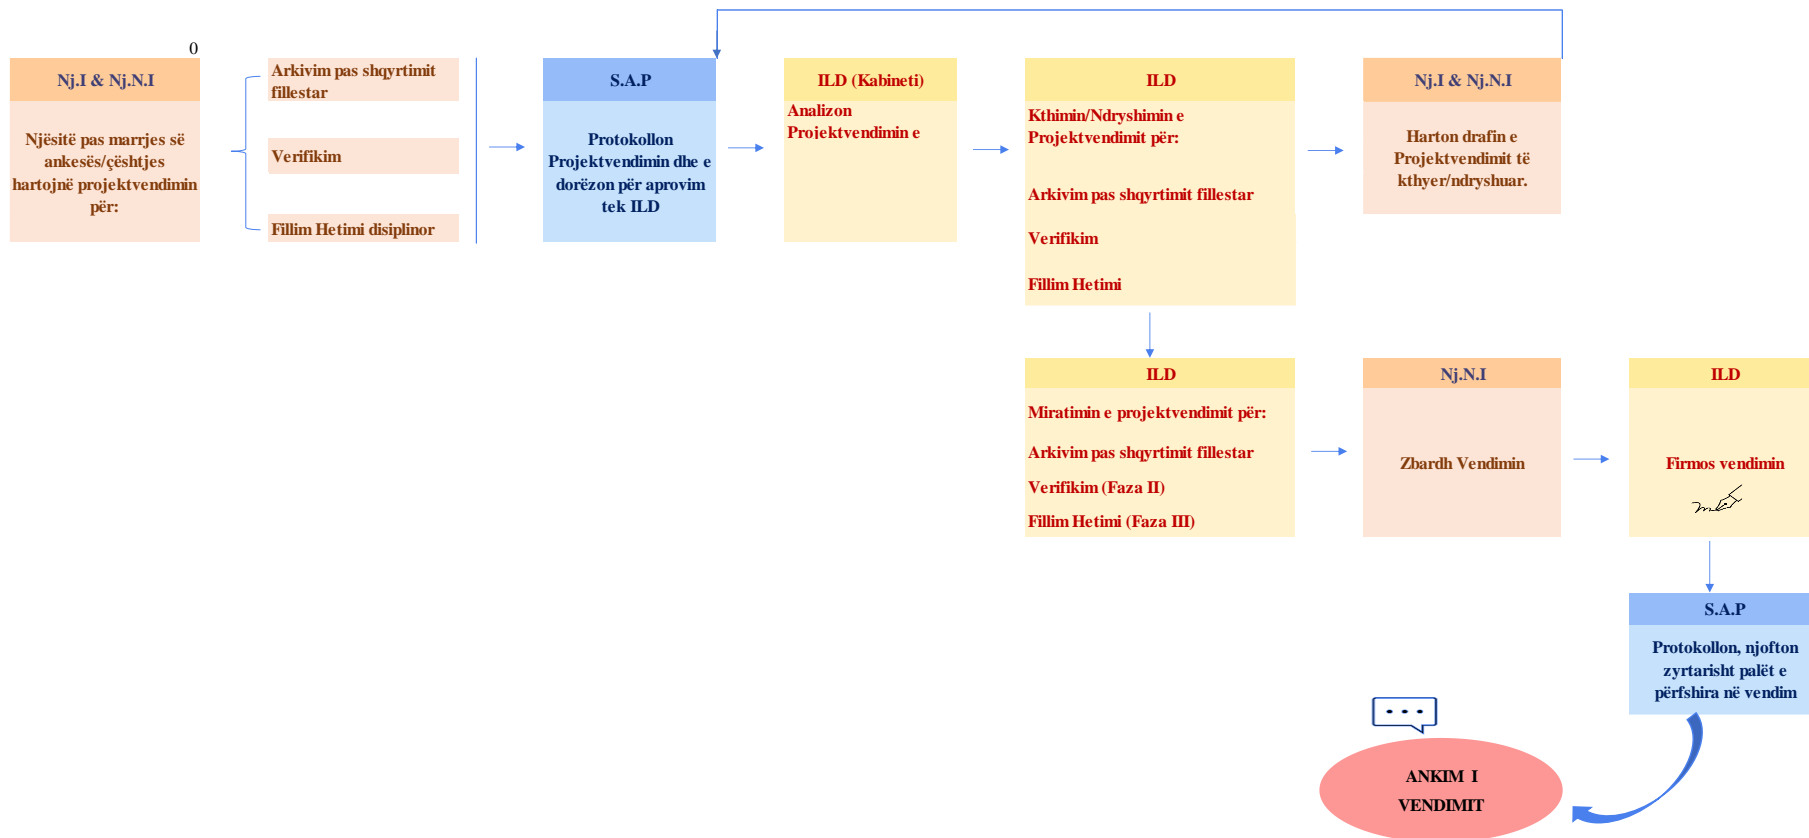 0
Nj.I & Nj.N.I
Njësitë pas marrjes së
ankesës/çështjes
hartojnë projektvendimin
për:
Arkivim pas shqyrtimit
fillestar
Verifikim
Fillim Hetimi disiplinor
S.A.P
Protokollon
Projektvendimin dhe e
dorëzon për aprovim
tek ILD
ILD (Kabineti)
Analizon
Projektvendimin e
ILD
Kthimin/Ndryshimin e
Projektvendimit për:
Arkivim pas shqyrtimit fillestar
Verifikim
Fillim Hetimi
Nj.I & Nj.N.I
Harton drafin e
Projektvendimit të
kthyer/ndryshuar.
ILD
Miratimin e projektvendimit për:
Arkivim pas shqyrtimit fillestar
Verifikim (Faza II)
Fillim Hetimi (Faza III)
Nj.N.I
Zbardh Vendimin
ILD
Firmos vendimin
S.A.P
Protokollon, njofton
zyrtarisht palët e
përfshira në vendim
ANKIM I
VENDIMIT